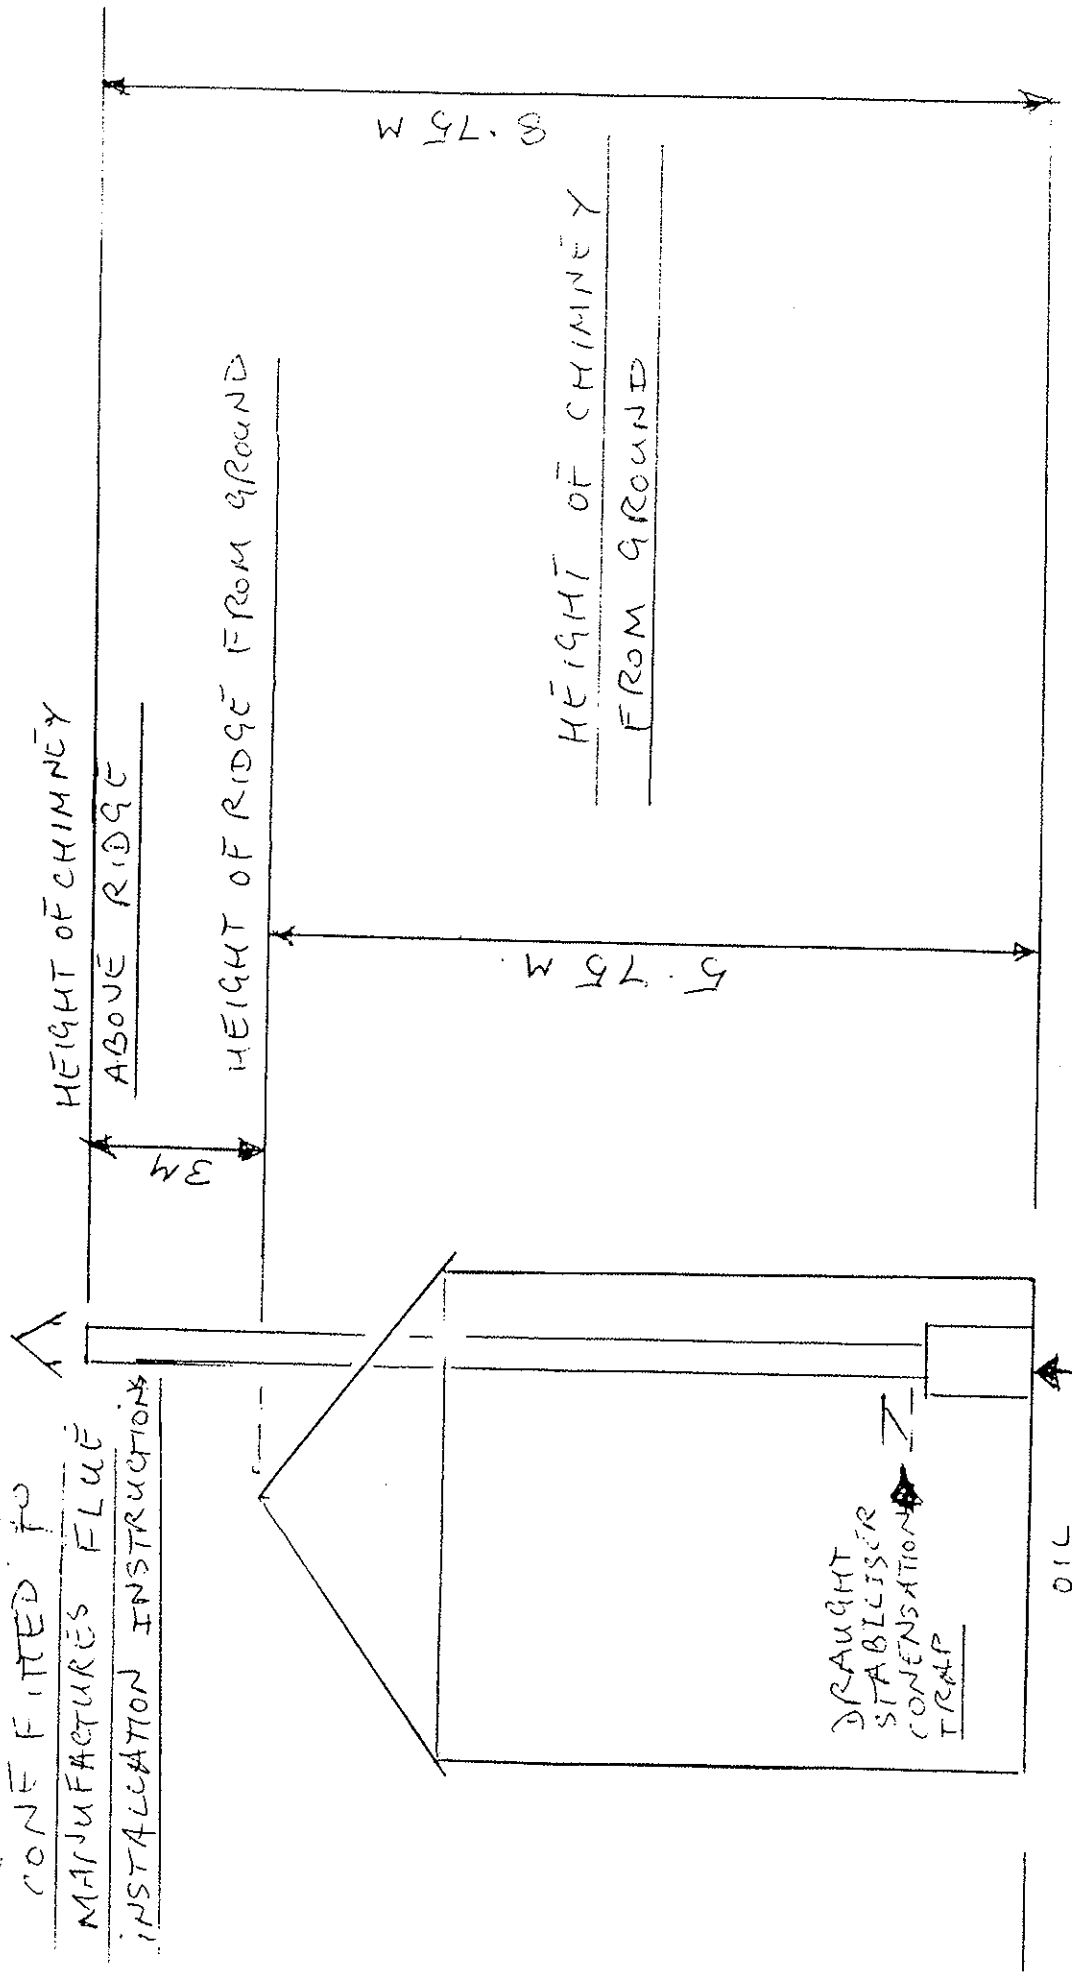 CONE FITTED TO
MANUFACTURES FLUE
INSTALLATION INSTRUCTIONS
HEIGHT OF CHIMNEY
ABOVE RIDGE
3M
HEIGHT OF RIDGE FROM GROUND
5.75 M
8.75 M
HEIGHT OF CHIMNEY
FROM GROUND
DRAUGHT
STABILISER
CONENSATION
TRAP
OIL